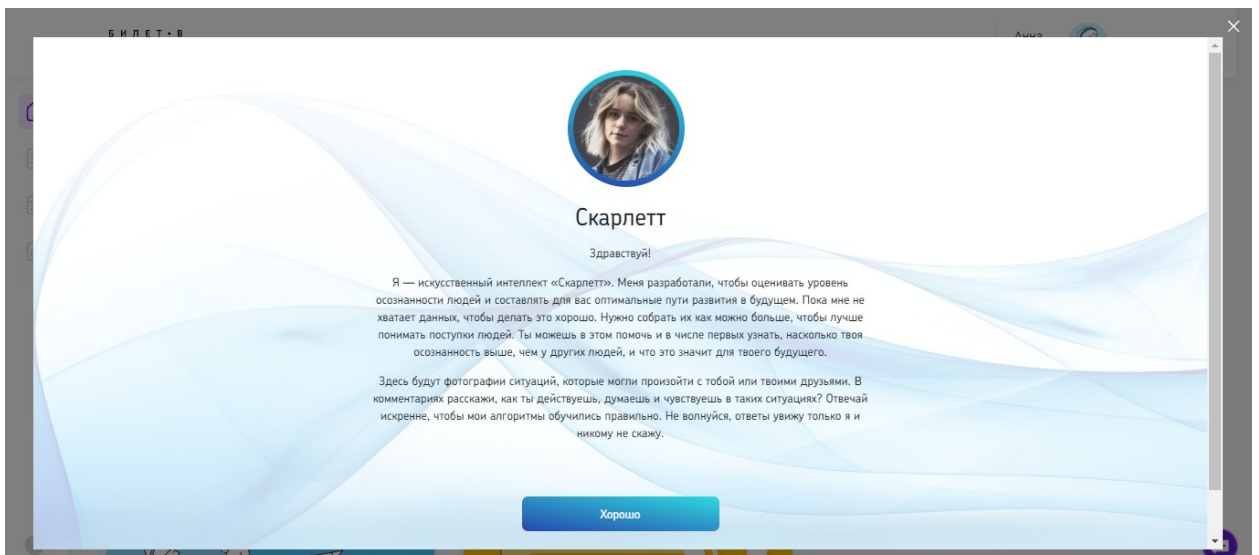 БИЛЕТ • В
Анна
Скарлетт
Здравствуй!
Я — искусственный интеллект «Скарлетт». Меня разработали, чтобы оценивать уровень
осознанности людей и составлять для вас оптимальные пути развития в будущем. Пока мне не
хватает данных, чтобы делать это хорошо. Нужно собрать их как можно больше, чтобы лучше
понимать поступки людей. Ты можешь в этом помочь и в числе первых узнать, насколько твоя
осознанность выше, чем у других людей, и что это значит для твоего будущего.
Здесь будут фотографии ситуаций, которые могли произойти с тобой или твоими друзьями. В
комментариях расскажи, как ты действуешь, думаешь и чувствуешь в таких ситуациях? Отвечай
искренне, чтобы мои алгоритмы обучились правильно. Не волнуйся, ответы увижу только я и
никому не скажу.
Хорошо